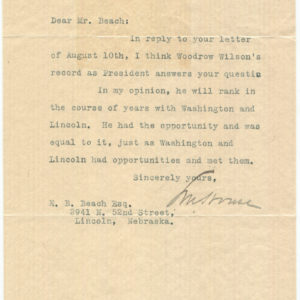 Dear Mr. Beach:
In reply to your letter
of August 10th, I think Woodrow Wilson's
record as President answers your questio
In my opinion, he will rank in
the course of years with Washington and
Lincoln. He had the opportunity and was
equal to it, just as Washington and
Lincoln had opportunities and met them.
Sincerely yours,
E. B. Beach Esq.
2941 N. 52nd Street,
Lincoln, Nebraska.